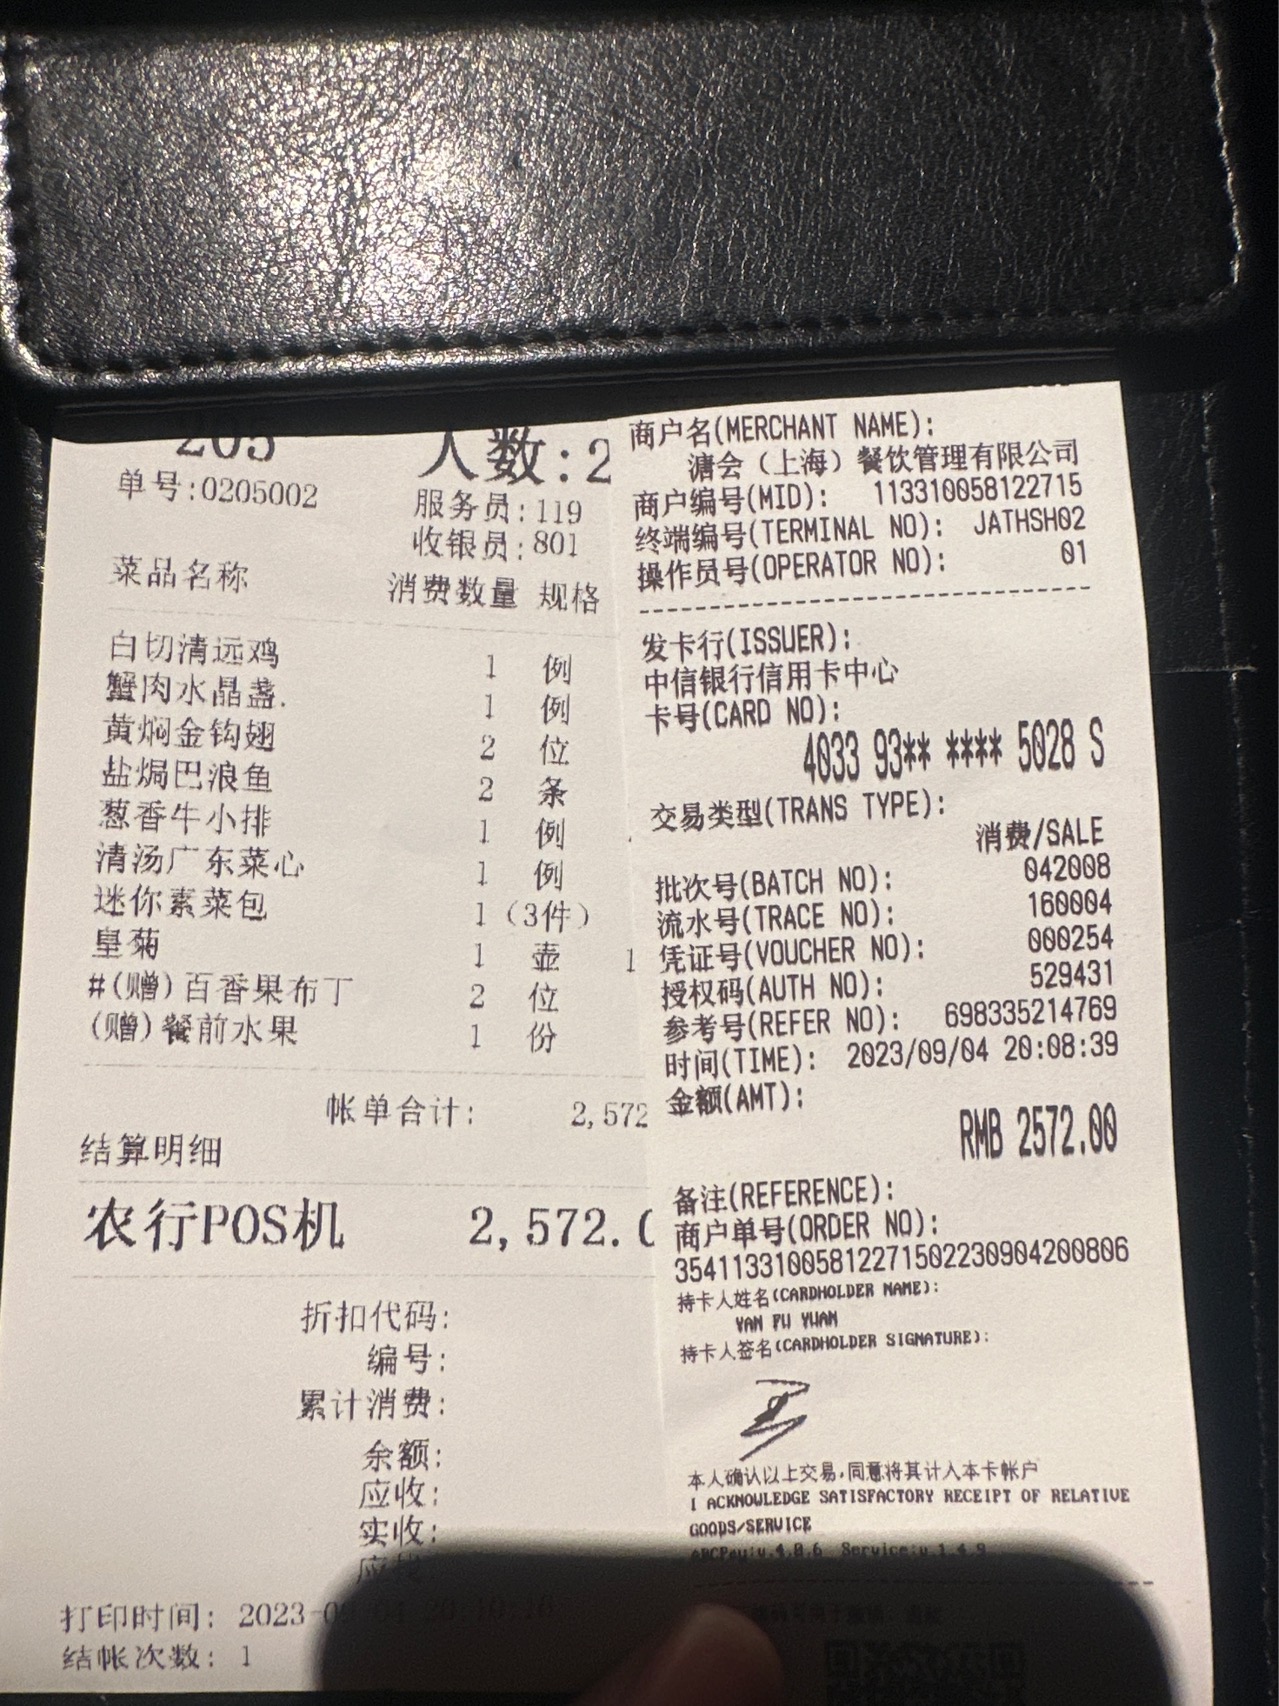 205 人数:2
单号:0205002
服务员:119
收银员:801
菜品名称 消费数量 规格
白切清远鸡 1 例
蟹肉水晶盏. 1 例
黄焖金钩翅 2 位
盐焗巴浪鱼 2 条
葱香牛小排 1 例
清汤广东菜心 1 例
迷你素菜包 1 (3件)
皇菊 1 壶 1
#(赠)百香果布丁 2 位
(赠)餐前水果 1 份
帐单合计: 2,572
结算明细
农行POS机 2,572.0
折扣代码:
编号:
累计消费:
余额:
应收:
实收:
打印时间: 2023-09-04
结帐次数: 1
商户名(MERCHANT NAME):
溏会（上海）餐饮管理有限公司
商户编号(MID): 113310058122715
终端编号(TERMINAL NO): JATHSH02
操作员号(OPERATOR NO): 01
发卡行(ISSUER):
中信银行信用卡中心
卡号(CARD NO):
4033 93** **** 5028 S
交易类型(TRANS TYPE):
消费/SALE
批次号(BATCH NO): 042008
流水号(TRACE NO): 160004
凭证号(VOUCHER NO): 000254
授权码(AUTH NO): 529431
参考号(REFER NO): 698335214769
时间(TIME): 2023/09/04 20:08:39
金额(AMT):
RMB 2572.00
备注(REFERENCE):
商户单号(ORDER NO):
35411331005812271502230904200806
持卡人姓名(CARDHOLDER NAME):
YAN FU YUAN
持卡人签名(CARDHOLDER SIGNATURE):
本人确认以上交易,同意将其计入本卡帐户
I ACKNOWLEDGE SATISFACTORY RECEIPT OF RELATIVE
GOODS/SERVICE
ABCPay:v.4.0.6 Service:v.1.4.9